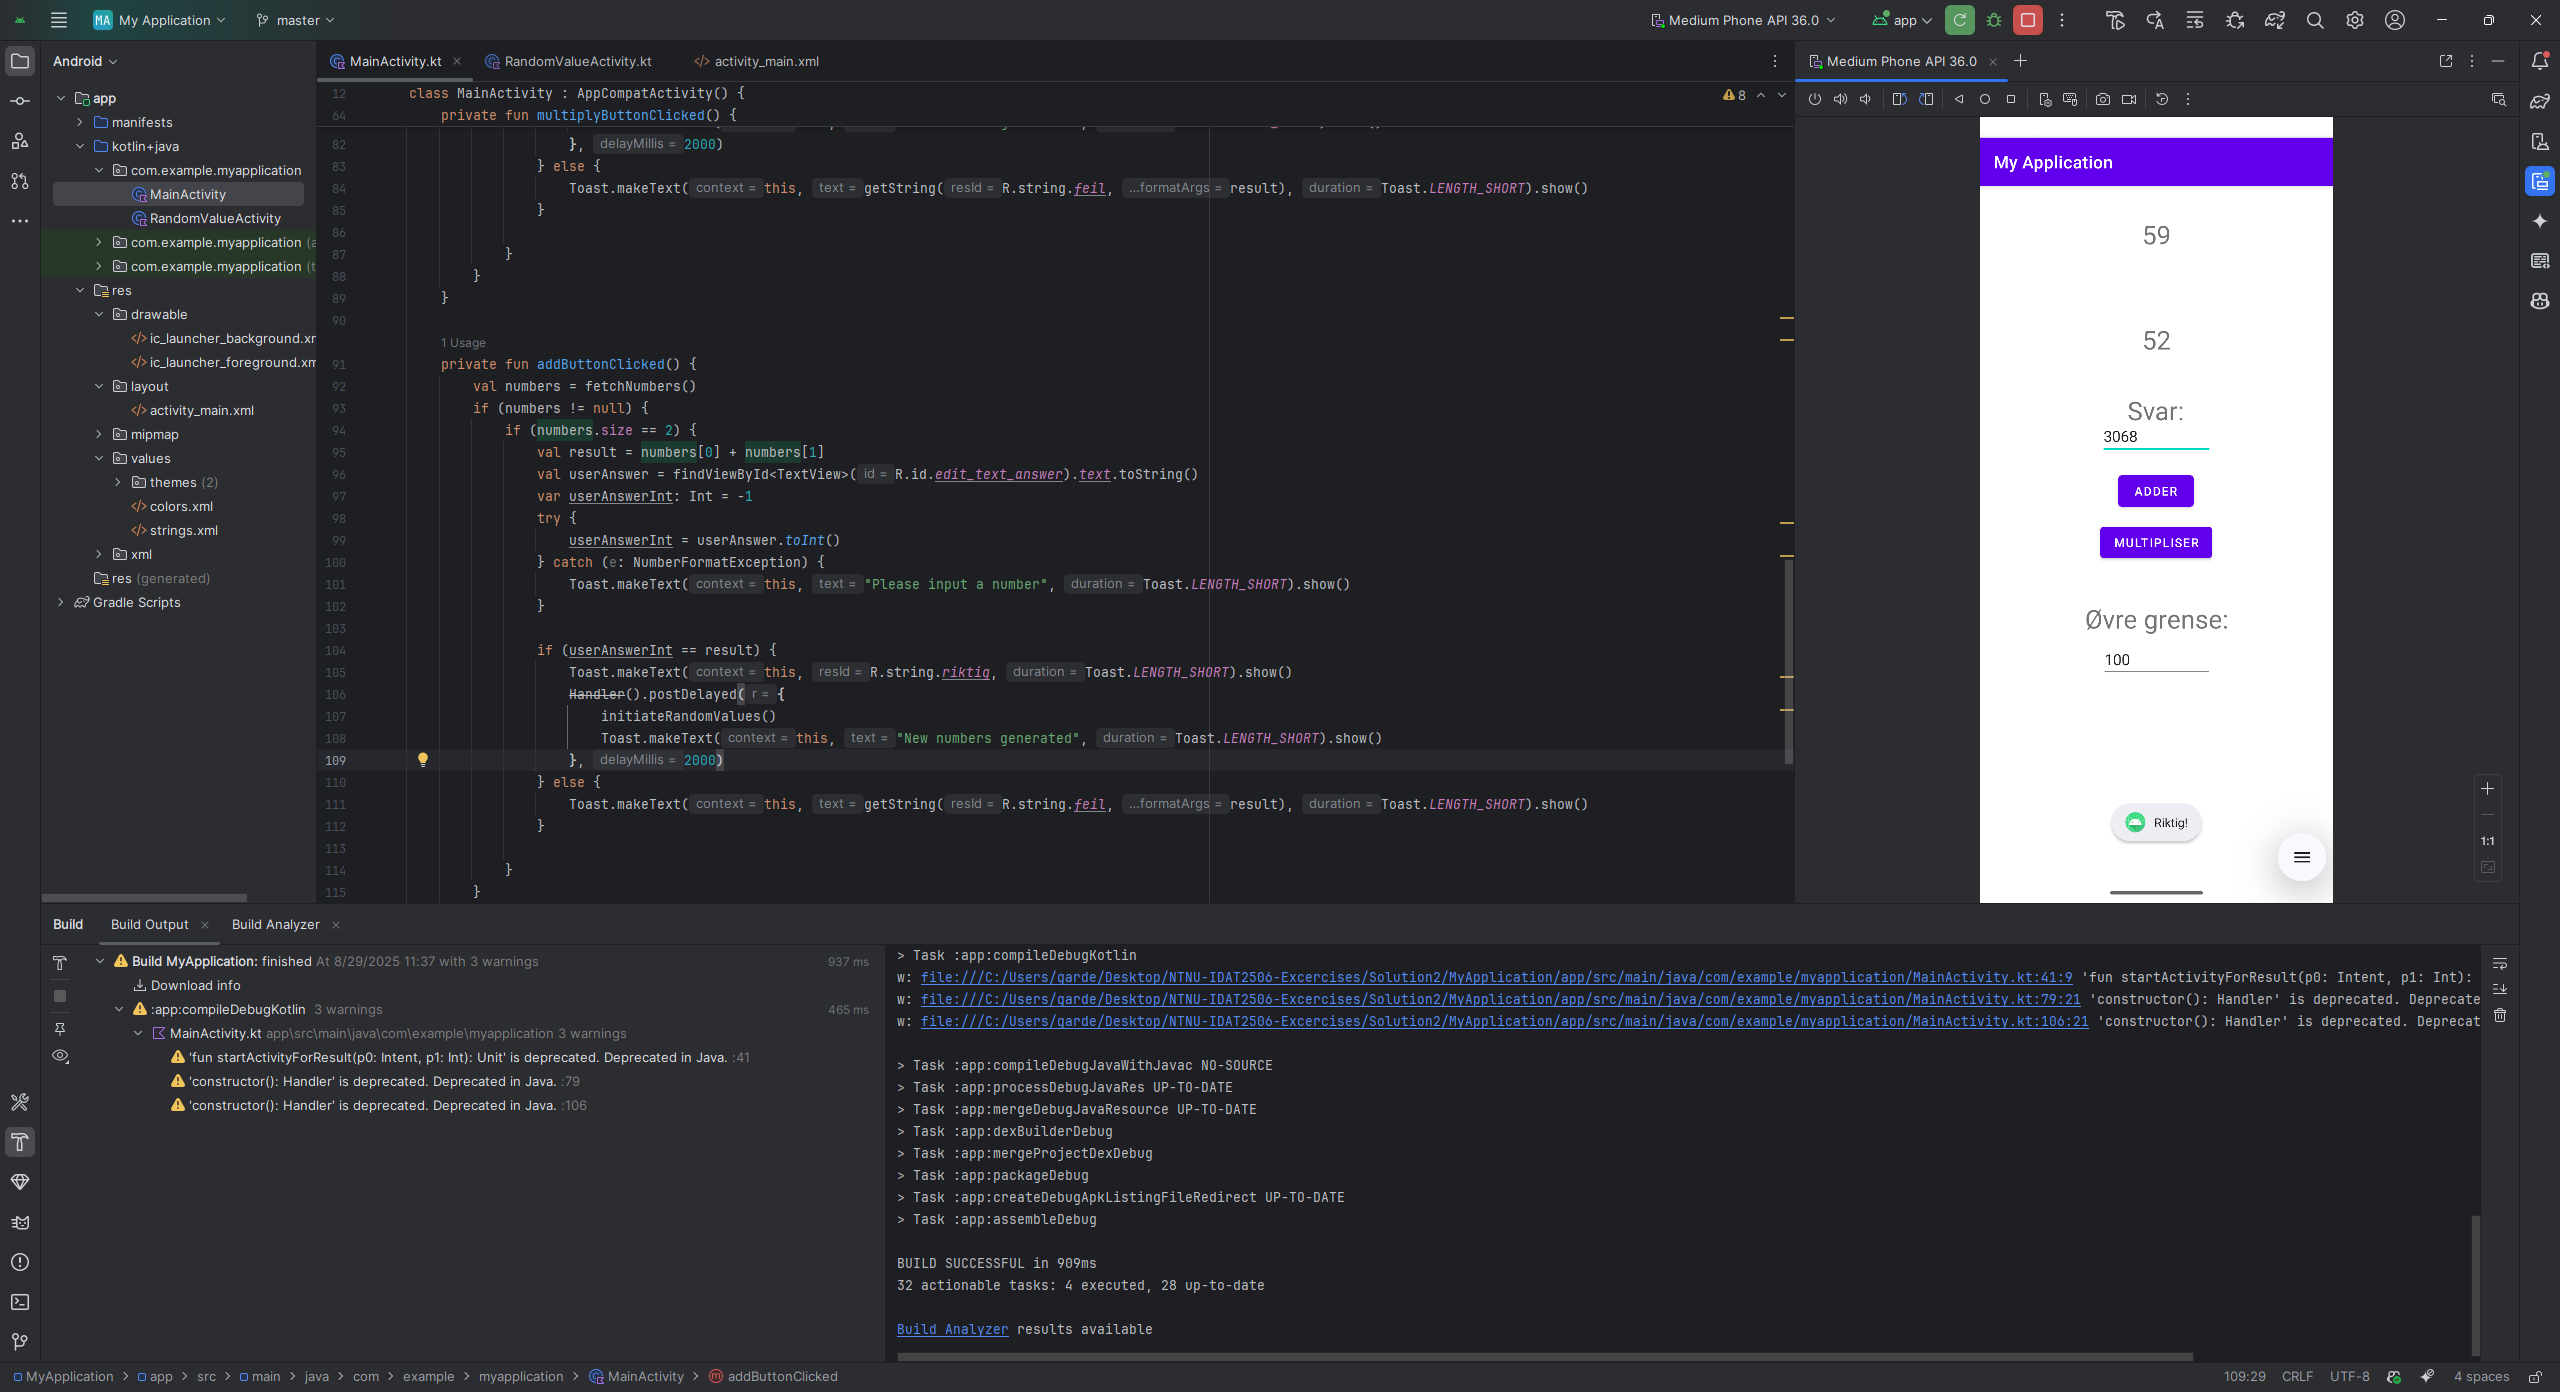 MA My Application
master
Medium Phone API 36.0
app
Android
app
manifests
kotlin+java
com.example.myapplication
MainActivity
RandomValueActivity
com.example.myapplication (a
com.example.myapplication (t
res
drawable
ic_launcher_background.xm
ic_launcher_foreground.xm
layout
activity_main.xml
mipmap
values
themes (2)
colors.xml
strings.xml
xml
res (generated)
Gradle Scripts
MainActivity.kt
RandomValueActivity.kt
activity_main.xml
8
12 class MainActivity : AppCompatActivity() {
64 private fun multiplyButtonClicked() {
82 }, delayMillis = 2000)
83 } else {
84 Toast.makeText( context = this, text = getString( resId = R.string.feil, ...formatArgs = result), duration = Toast.LENGTH_SHORT).show()
85 }
86
87 }
88 }
89 }
90
1 Usage
91 private fun addButtonClicked() {
92 val numbers = fetchNumbers()
93 if (numbers != null) {
94 if (numbers.size == 2) {
95 val result = numbers[0] + numbers[1]
96 val userAnswer = findViewById<TextView>( id = R.id.edit_text_answer).text.toString()
97 var userAnswerInt: Int = -1
98 try {
99 userAnswerInt = userAnswer.toInt()
100 } catch (e: NumberFormatException) {
101 Toast.makeText( context = this, text = "Please input a number", duration = Toast.LENGTH_SHORT).show()
102 }
103
104 if (userAnswerInt == result) {
105 Toast.makeText( context = this, resId = R.string.riktig, duration = Toast.LENGTH_SHORT).show()
106 Handler().postDelayed( r = {
107 initiateRandomValues()
108 Toast.makeText( context = this, text = "New numbers generated", duration = Toast.LENGTH_SHORT).show()
109 }, delayMillis = 2000)
110 } else {
111 Toast.makeText( context = this, text = getString( resId = R.string.feil, ...formatArgs = result), duration = Toast.LENGTH_SHORT).show()
112 }
113
114 }
115 }
Medium Phone API 36.0
My Application
59
52
Svar:
3068
ADDER
MULTIPLISER
Øvre grense:
100
Riktig!
1:1
Build
Build Output
Build Analyzer
Build MyApplication: finished At 8/29/2025 11:37 with 3 warnings 937 ms
Download info
:app:compileDebugKotlin 3 warnings 465 ms
MainActivity.kt app\src\main\java\com\example\myapplication 3 warnings
'fun startActivityForResult(p0: Intent, p1: Int): Unit' is deprecated. Deprecated in Java. :41
'constructor(): Handler' is deprecated. Deprecated in Java. :79
'constructor(): Handler' is deprecated. Deprecated in Java. :106
> Task :app:compileDebugKotlin
w: file:///C:/Users/garde/Desktop/NTNU-IDAT2506-Excercises/Solution2/MyApplication/app/src/main/java/com/example/myapplication/MainActivity.kt:41:9 'fun startActivityForResult(p0: Intent, p1: Int):
w: file:///C:/Users/garde/Desktop/NTNU-IDAT2506-Excercises/Solution2/MyApplication/app/src/main/java/com/example/myapplication/MainActivity.kt:79:21 'constructor(): Handler' is deprecated. Deprecate
w: file:///C:/Users/garde/Desktop/NTNU-IDAT2506-Excercises/Solution2/MyApplication/app/src/main/java/com/example/myapplication/MainActivity.kt:106:21 'constructor(): Handler' is deprecated. Deprecat
> Task :app:compileDebugJavaWithJavac NO-SOURCE
> Task :app:processDebugJavaRes UP-TO-DATE
> Task :app:mergeDebugJavaResource UP-TO-DATE
> Task :app:dexBuilderDebug
> Task :app:mergeProjectDexDebug
> Task :app:packageDebug
> Task :app:createDebugApkListingFileRedirect UP-TO-DATE
> Task :app:assembleDebug
BUILD SUCCESSFUL in 909ms
32 actionable tasks: 4 executed, 28 up-to-date
Build Analyzer results available
MyApplication > app > src > main > java > com > example > myapplication > MainActivity > addButtonClicked
109:29 CRLF UTF-8 4 spaces